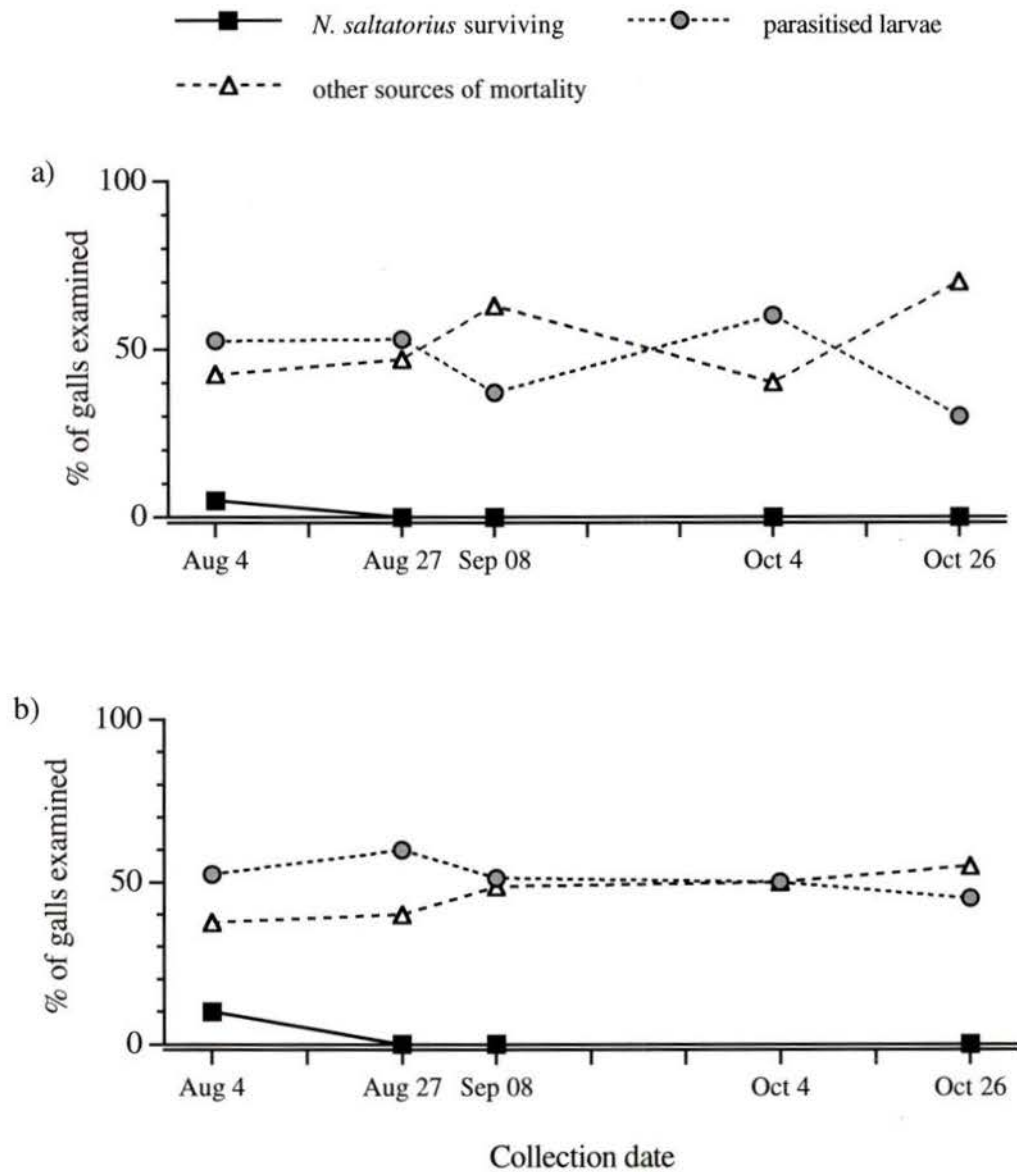 N. saltatorius surviving
parasitised larvae
other sources of mortality
a)
100
50
0
% of galls examined
Aug 4
Aug 27
Sep 08
Oct 4
Oct 26
b)
100
50
0
% of galls examined
Aug 4
Aug 27
Sep 08
Oct 4
Oct 26
Collection date